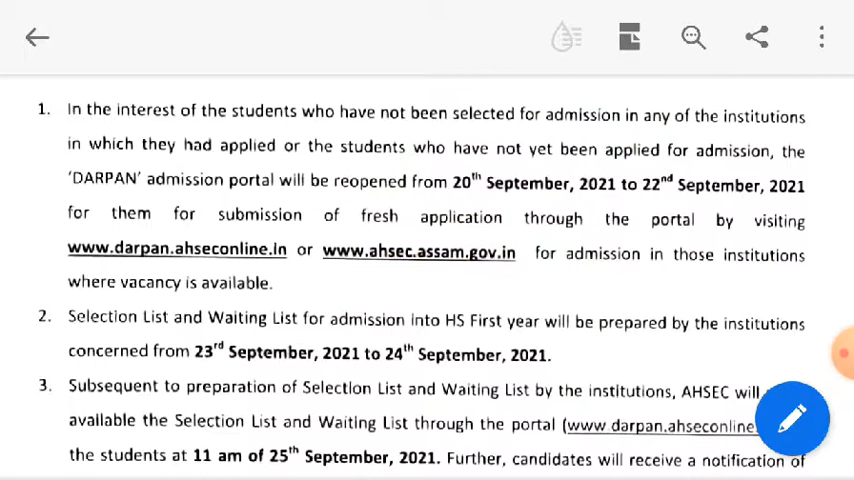 1. In the interest of the students who have not been selected for admission in any of the institutions
in which they had applied or the students who have not yet been applied for admission, the
'DARPAN' admission portal will be reopened from 20th September, 2021 to 22nd September, 2021
for them for submission of fresh application through the portal by visiting
www.darpan.ahseconline.in or www.ahsec.assam.gov.in for admission in those institutions
where vacancy is available.
2. Selection List and Waiting List for admission into HS First year will be prepared by the institutions
concerned from 23rd September, 2021 to 24th September, 2021.
3. Subsequent to preparation of Selection List and Waiting List by the institutions, AHSEC will
available the Selection List and Waiting List through the portal (www.darpan.ahseconline
the students at 11 am of 25th September, 2021. Further, candidates will receive a notification of